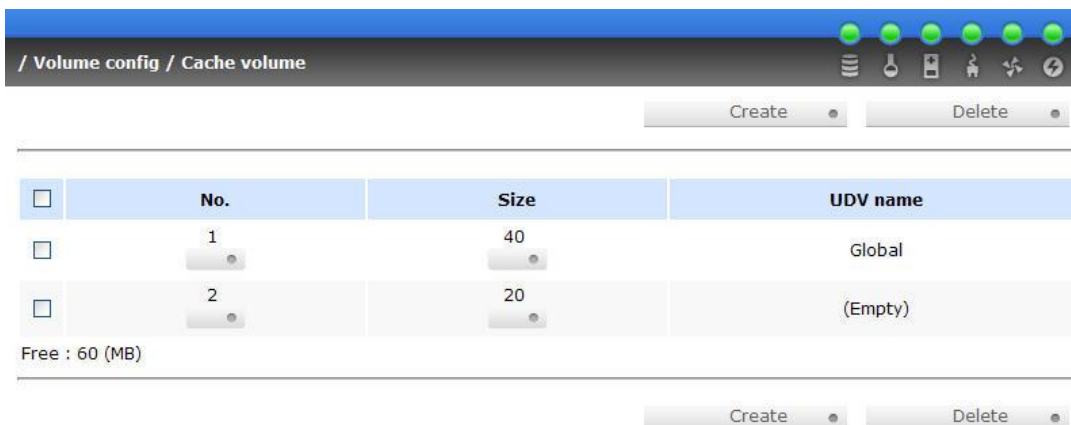 / Volume config / Cache volume
Create Delete
No. Size UDV name
1 40 Global
2 20 (Empty)
Free : 60 (MB)
Create Delete